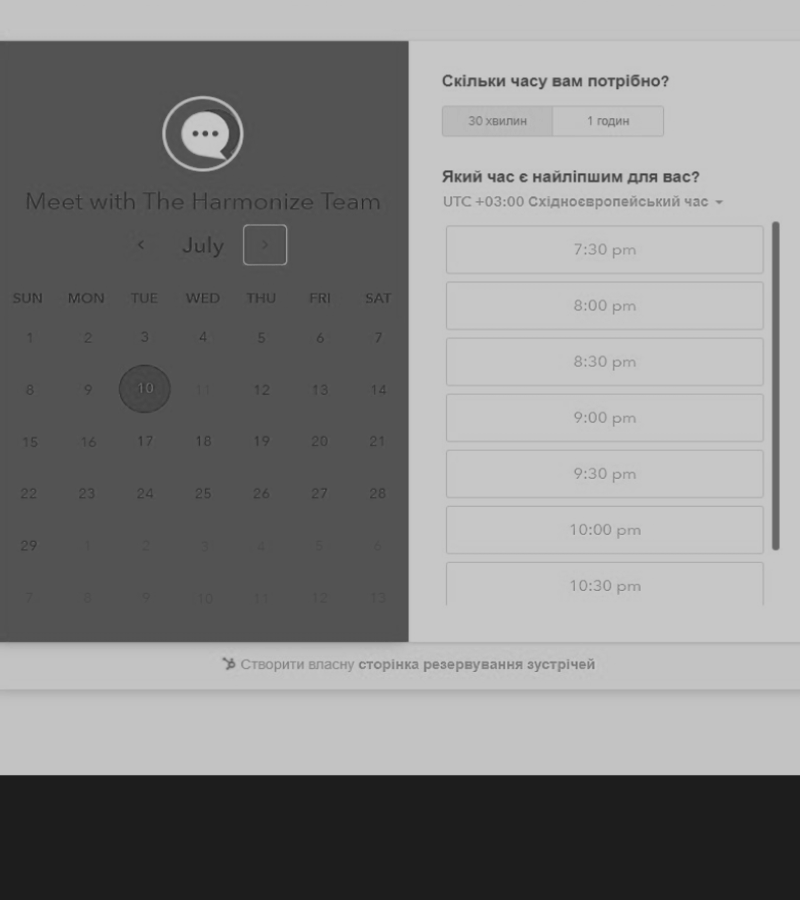 Meet with The Harmonize Team
July
SUN MON TUE WED THU FRI SAT
1 2 3 4 5 6 7
8 9 10 11 12 13 14
15 16 17 18 19 20 21
22 23 24 25 26 27 28
29 1 2 3 4 5 6
7 8 9 10 11 12 13
Скільки часу вам потрібно?
30 хвилин 1 годин
Який час є найліпшим для вас?
UTC +03:00 Східноєвропейський час
7:30 pm
8:00 pm
8:30 pm
9:00 pm
9:30 pm
10:00 pm
10:30 pm
Створити власну сторінка резервування зустрічей